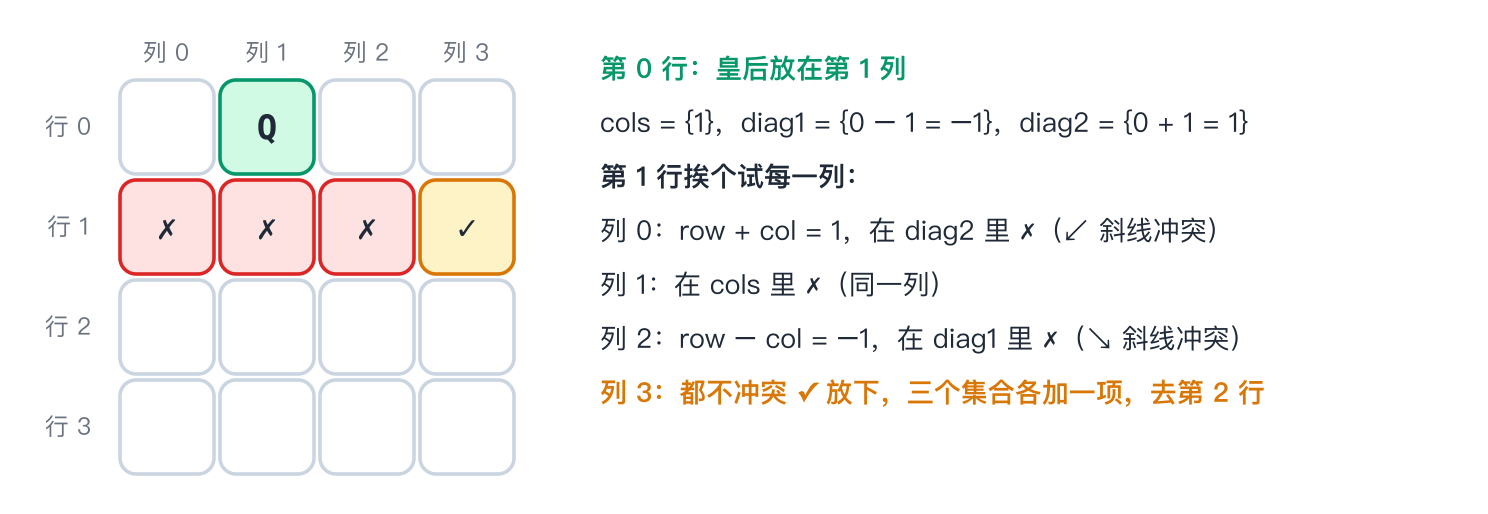 列 0 列 1 列 2 列 3
行 0 Q
行 1 ✗ ✗ ✗ ✓
行 2
行 3
第 0 行：皇后放在第 1 列
cols = {1}，diag1 = {0 − 1 = −1}，diag2 = {0 + 1 = 1}
第 1 行挨个试每一列：
列 0：row + col = 1，在 diag2 里 ✗（↙ 斜线冲突）
列 1：在 cols 里 ✗（同一列）
列 2：row − col = −1，在 diag1 里 ✗（↘ 斜线冲突）
列 3：都不冲突 ✓ 放下，三个集合各加一项，去第 2 行